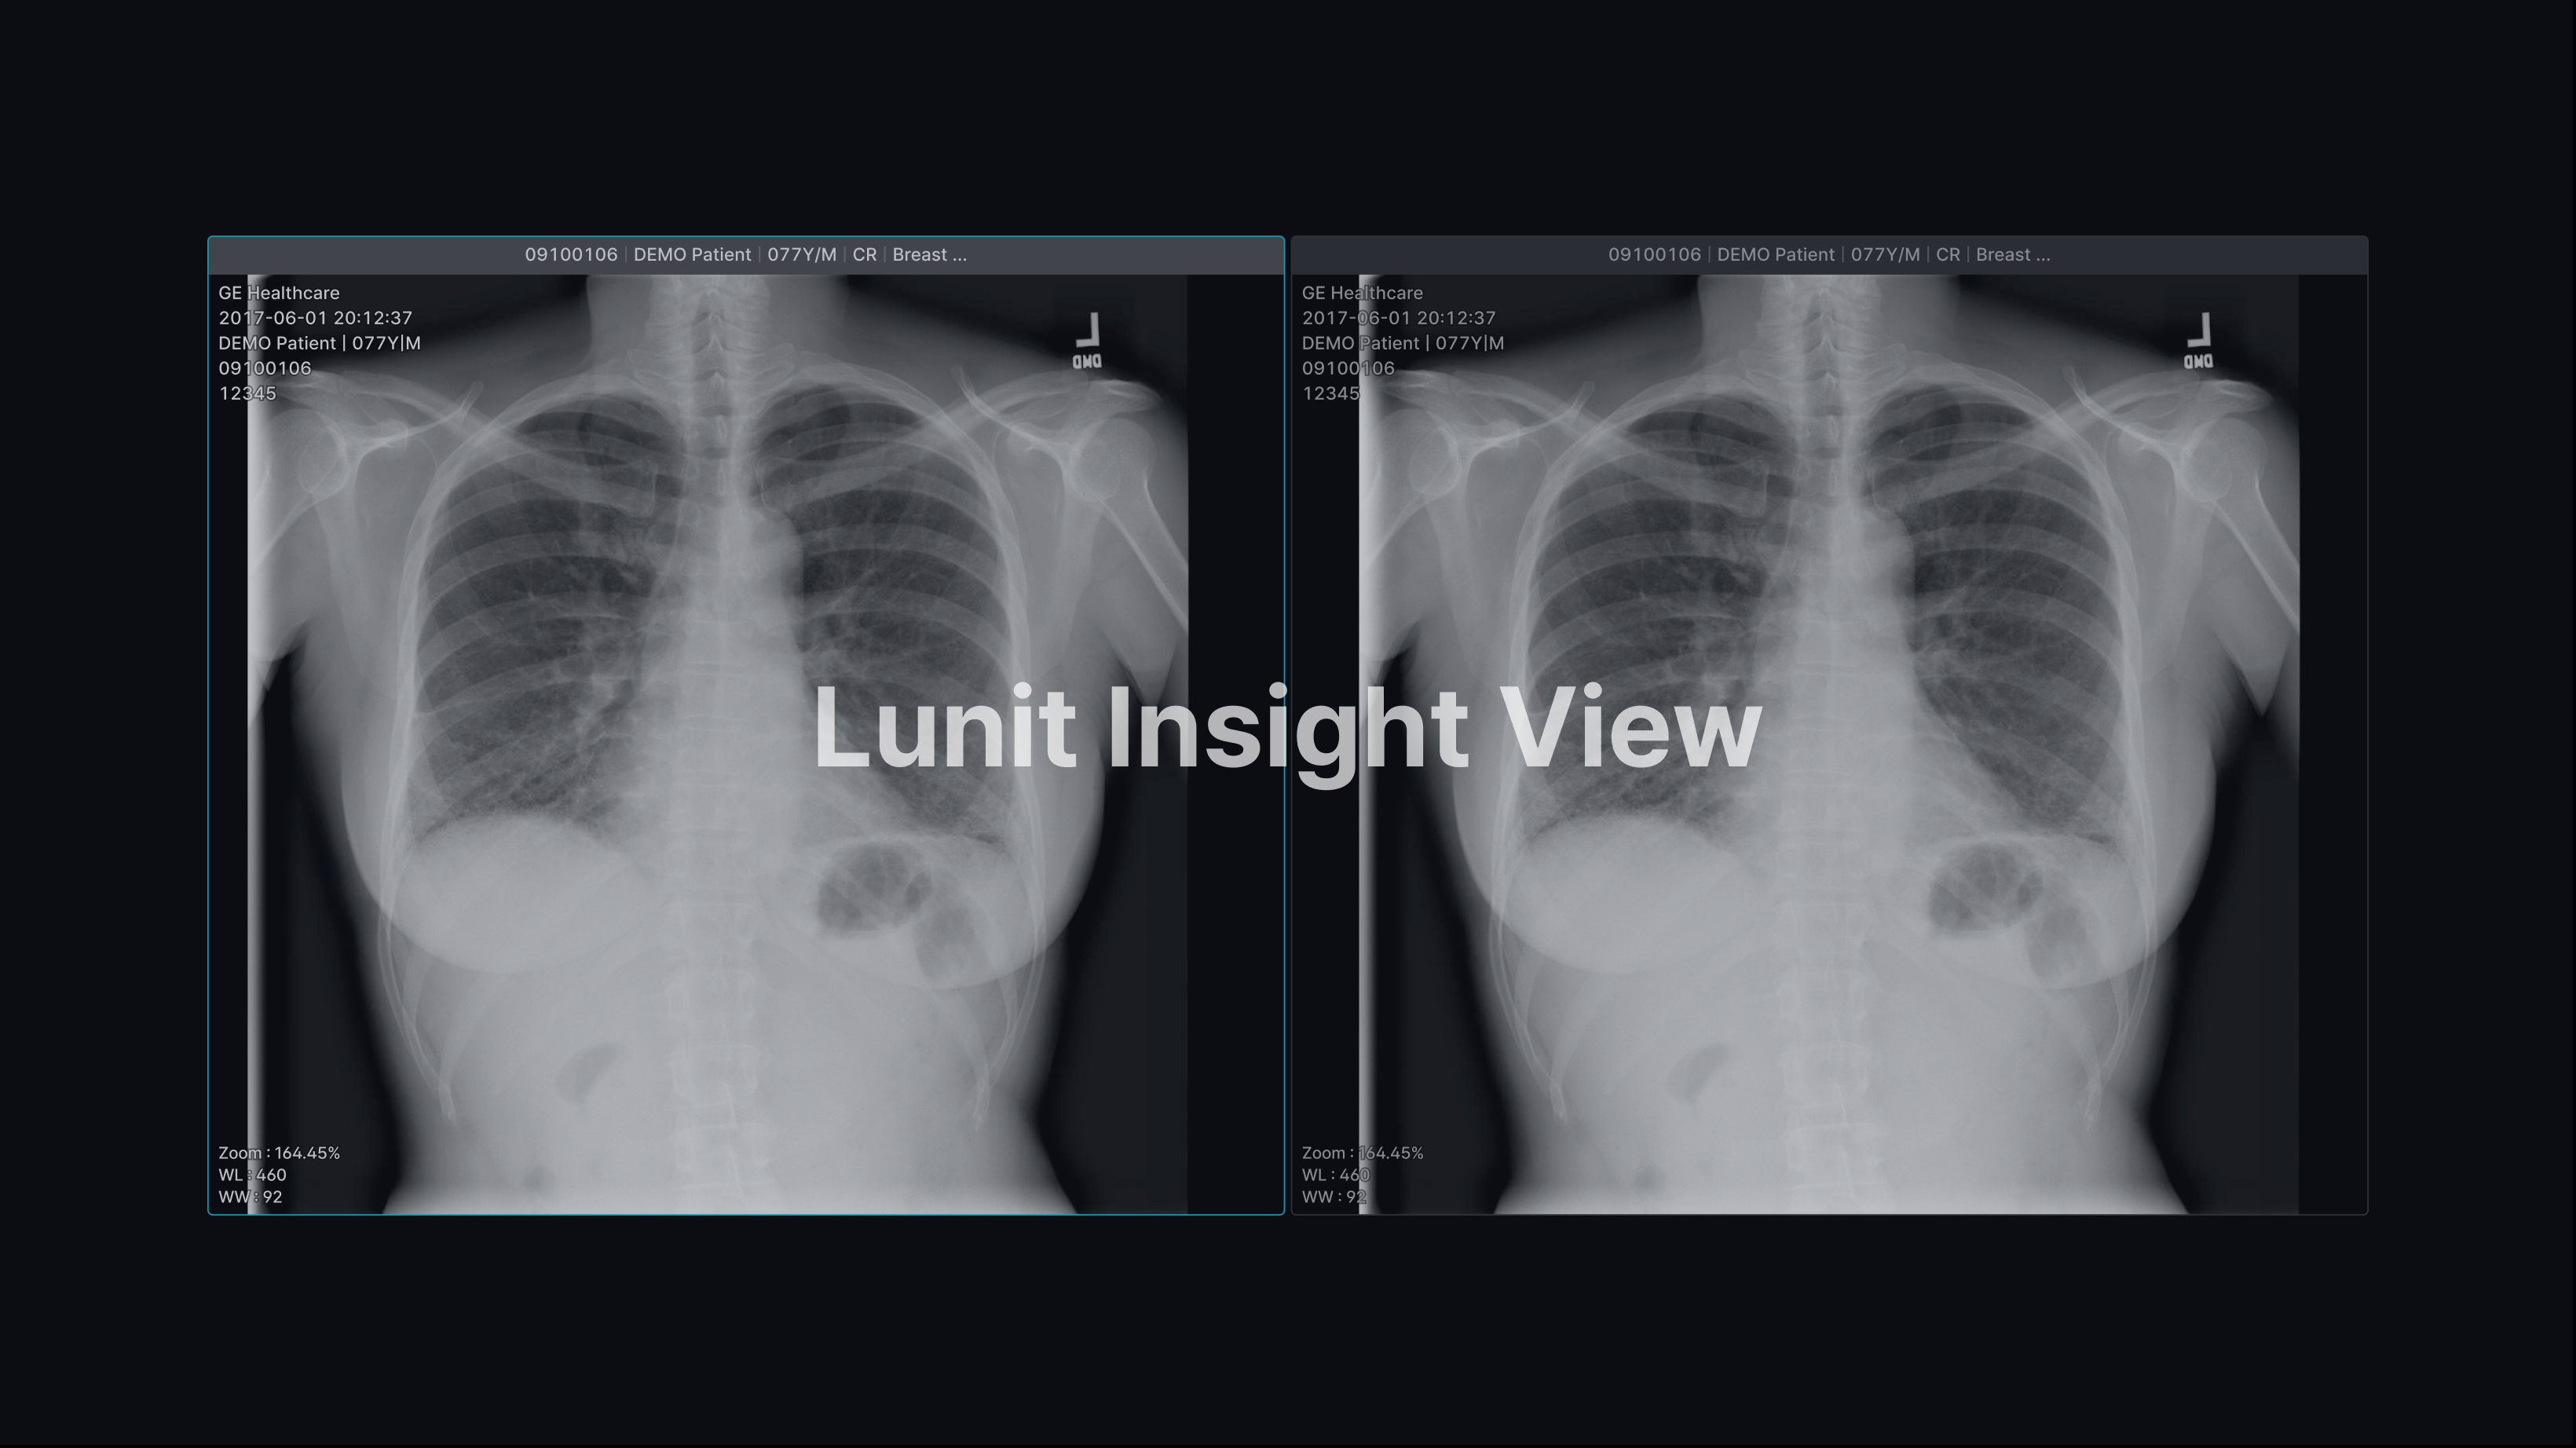 09100106 | DEMO Patient | 077Y/M | CR | Breast ...
GE Healthcare
2017-06-01 20:12:37
DEMO Patient | 077Y|M
09100106
12345
L
Zoom : 164.45%
WL : 460
WW : 92
09100106 | DEMO Patient | 077Y/M | CR | Breast ...
GE Healthcare
2017-06-01 20:12:37
DEMO Patient | 077Y|M
09100106
12345
L
Zoom : 164.45%
WL : 460
WW : 92
Lunit Insight View